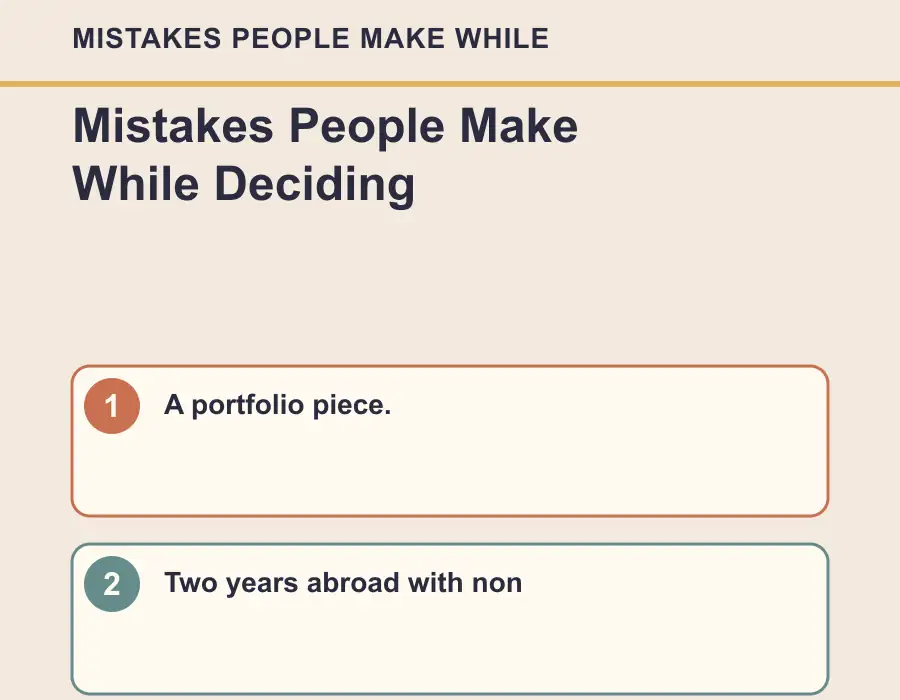 MISTAKES PEOPLE MAKE WHILE
Mistakes People Make
While Deciding
1
A portfolio piece.
2
Two years abroad with non